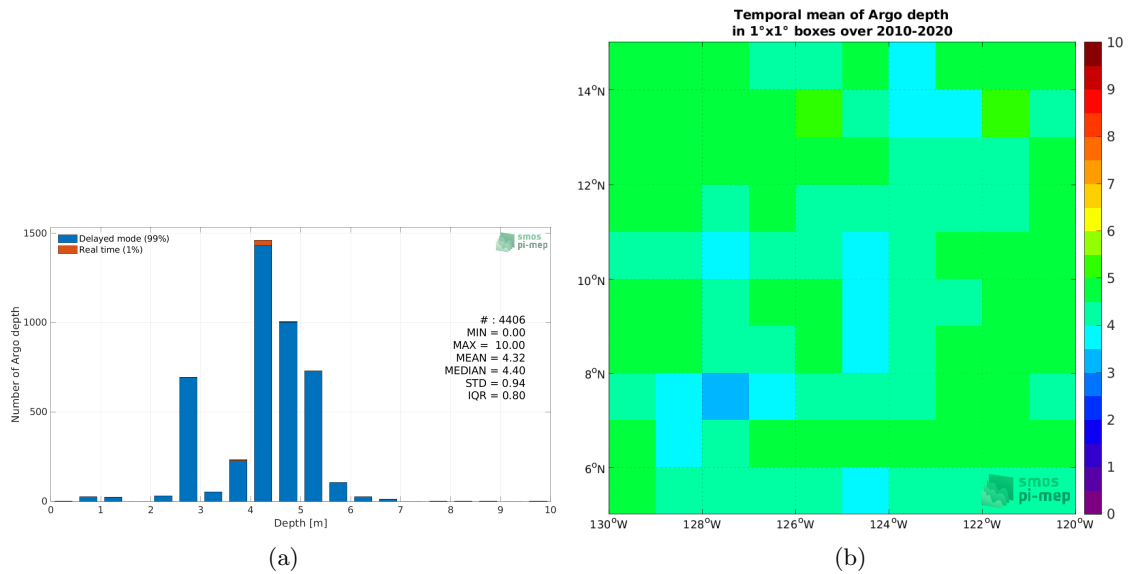 Delayed mode (99%)
Real time (1%)
smos
pi-mep
# : 4406
MIN = 0.00
MAX = 10.00
MEAN = 4.32
MEDIAN = 4.40
STD = 0.94
IQR = 0.80
Number of Argo depth
1500
1000
500
0
0 1 2 3 4 5 6 7 8 9 10
Depth [m]
(a)
Temporal mean of Argo depth
in 1°x1° boxes over 2010-2020
14°N
12°N
10°N
8°N
6°N
130°W 128°W 126°W 124°W 122°W 120°W
smos
pi-mep
10
9
8
7
6
5
4
3
2
1
0
(b)